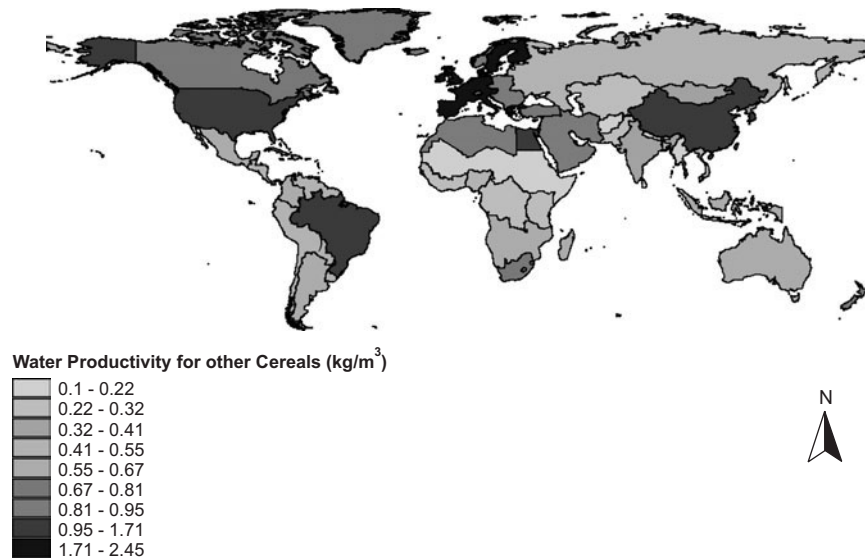 Water Productivity for other Cereals (kg/m³)
0.1 - 0.22
0.22 - 0.32
0.32 - 0.41
0.41 - 0.55
0.55 - 0.67
0.67 - 0.81
0.81 - 0.95
0.95 - 1.71
1.71 - 2.45
N